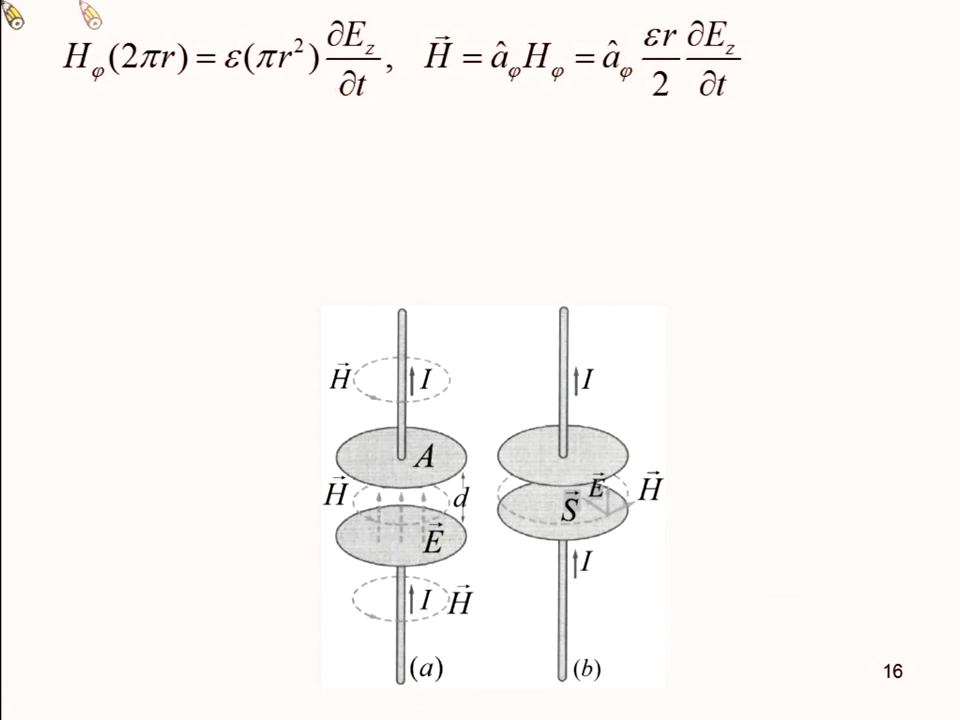 H_φ(2πr) = ε(πr²) ∂E_z/∂t , H⃗ = â_φ H_φ = â_φ εr/2 ∂E_z/∂t
H⃗ I I
A
H⃗ d E⃗ H⃗
S⃗
E⃗
I
I H⃗
(a) (b) 16